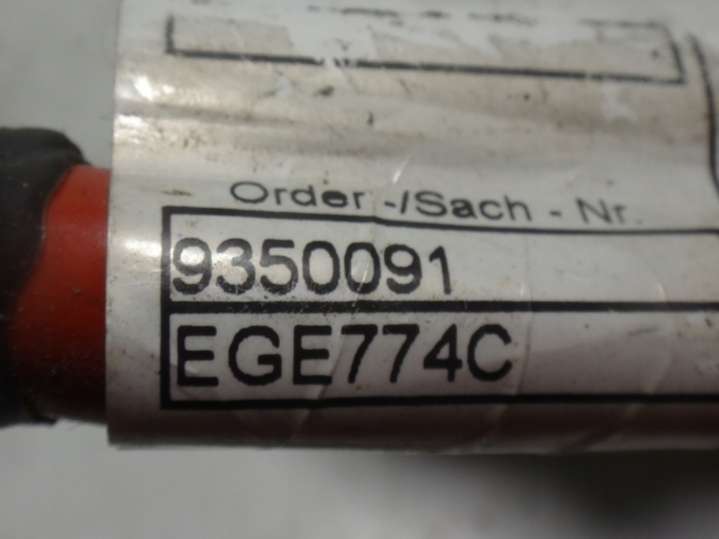 Order -/Sach - Nr.
9350091
EGE774C